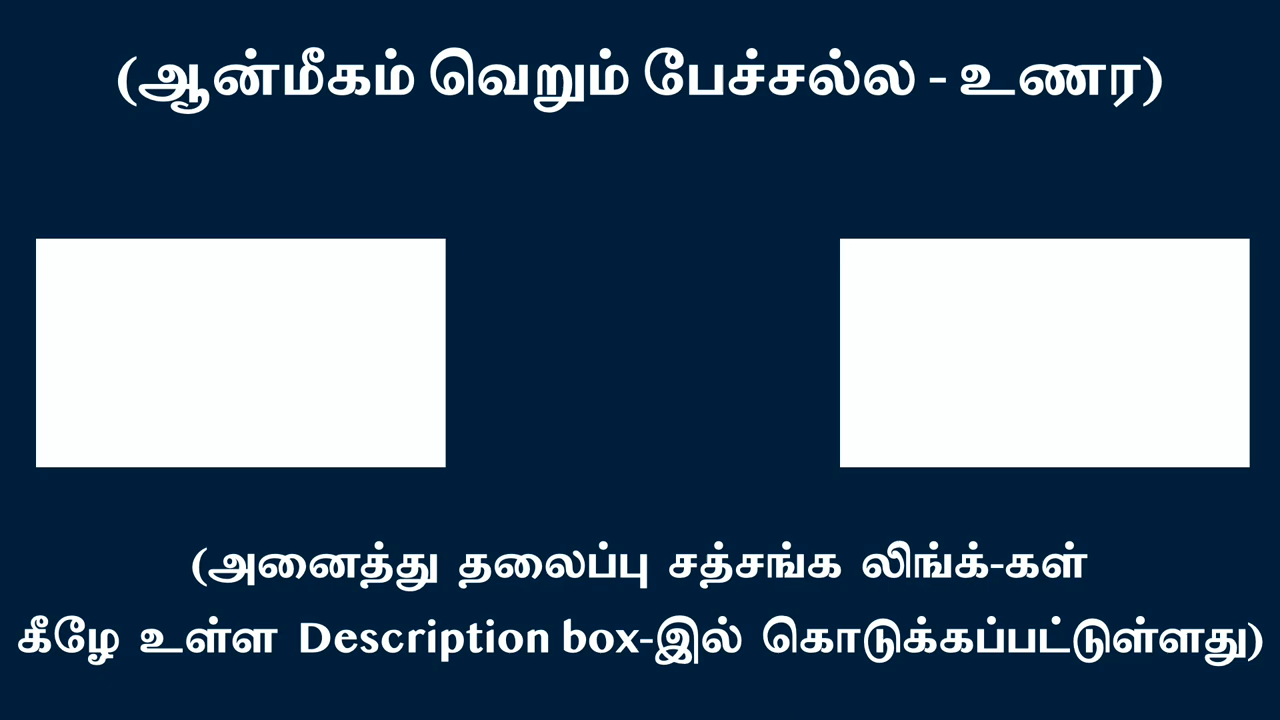 (ஆன்மீகம் வெறும் பேச்சல்ல - உணர)
(அனைத்து தலைப்பு சத்சங்க லிங்க்-கள்
கீழே உள்ள Description box-இல் கொடுக்கப்பட்டுள்ளது)